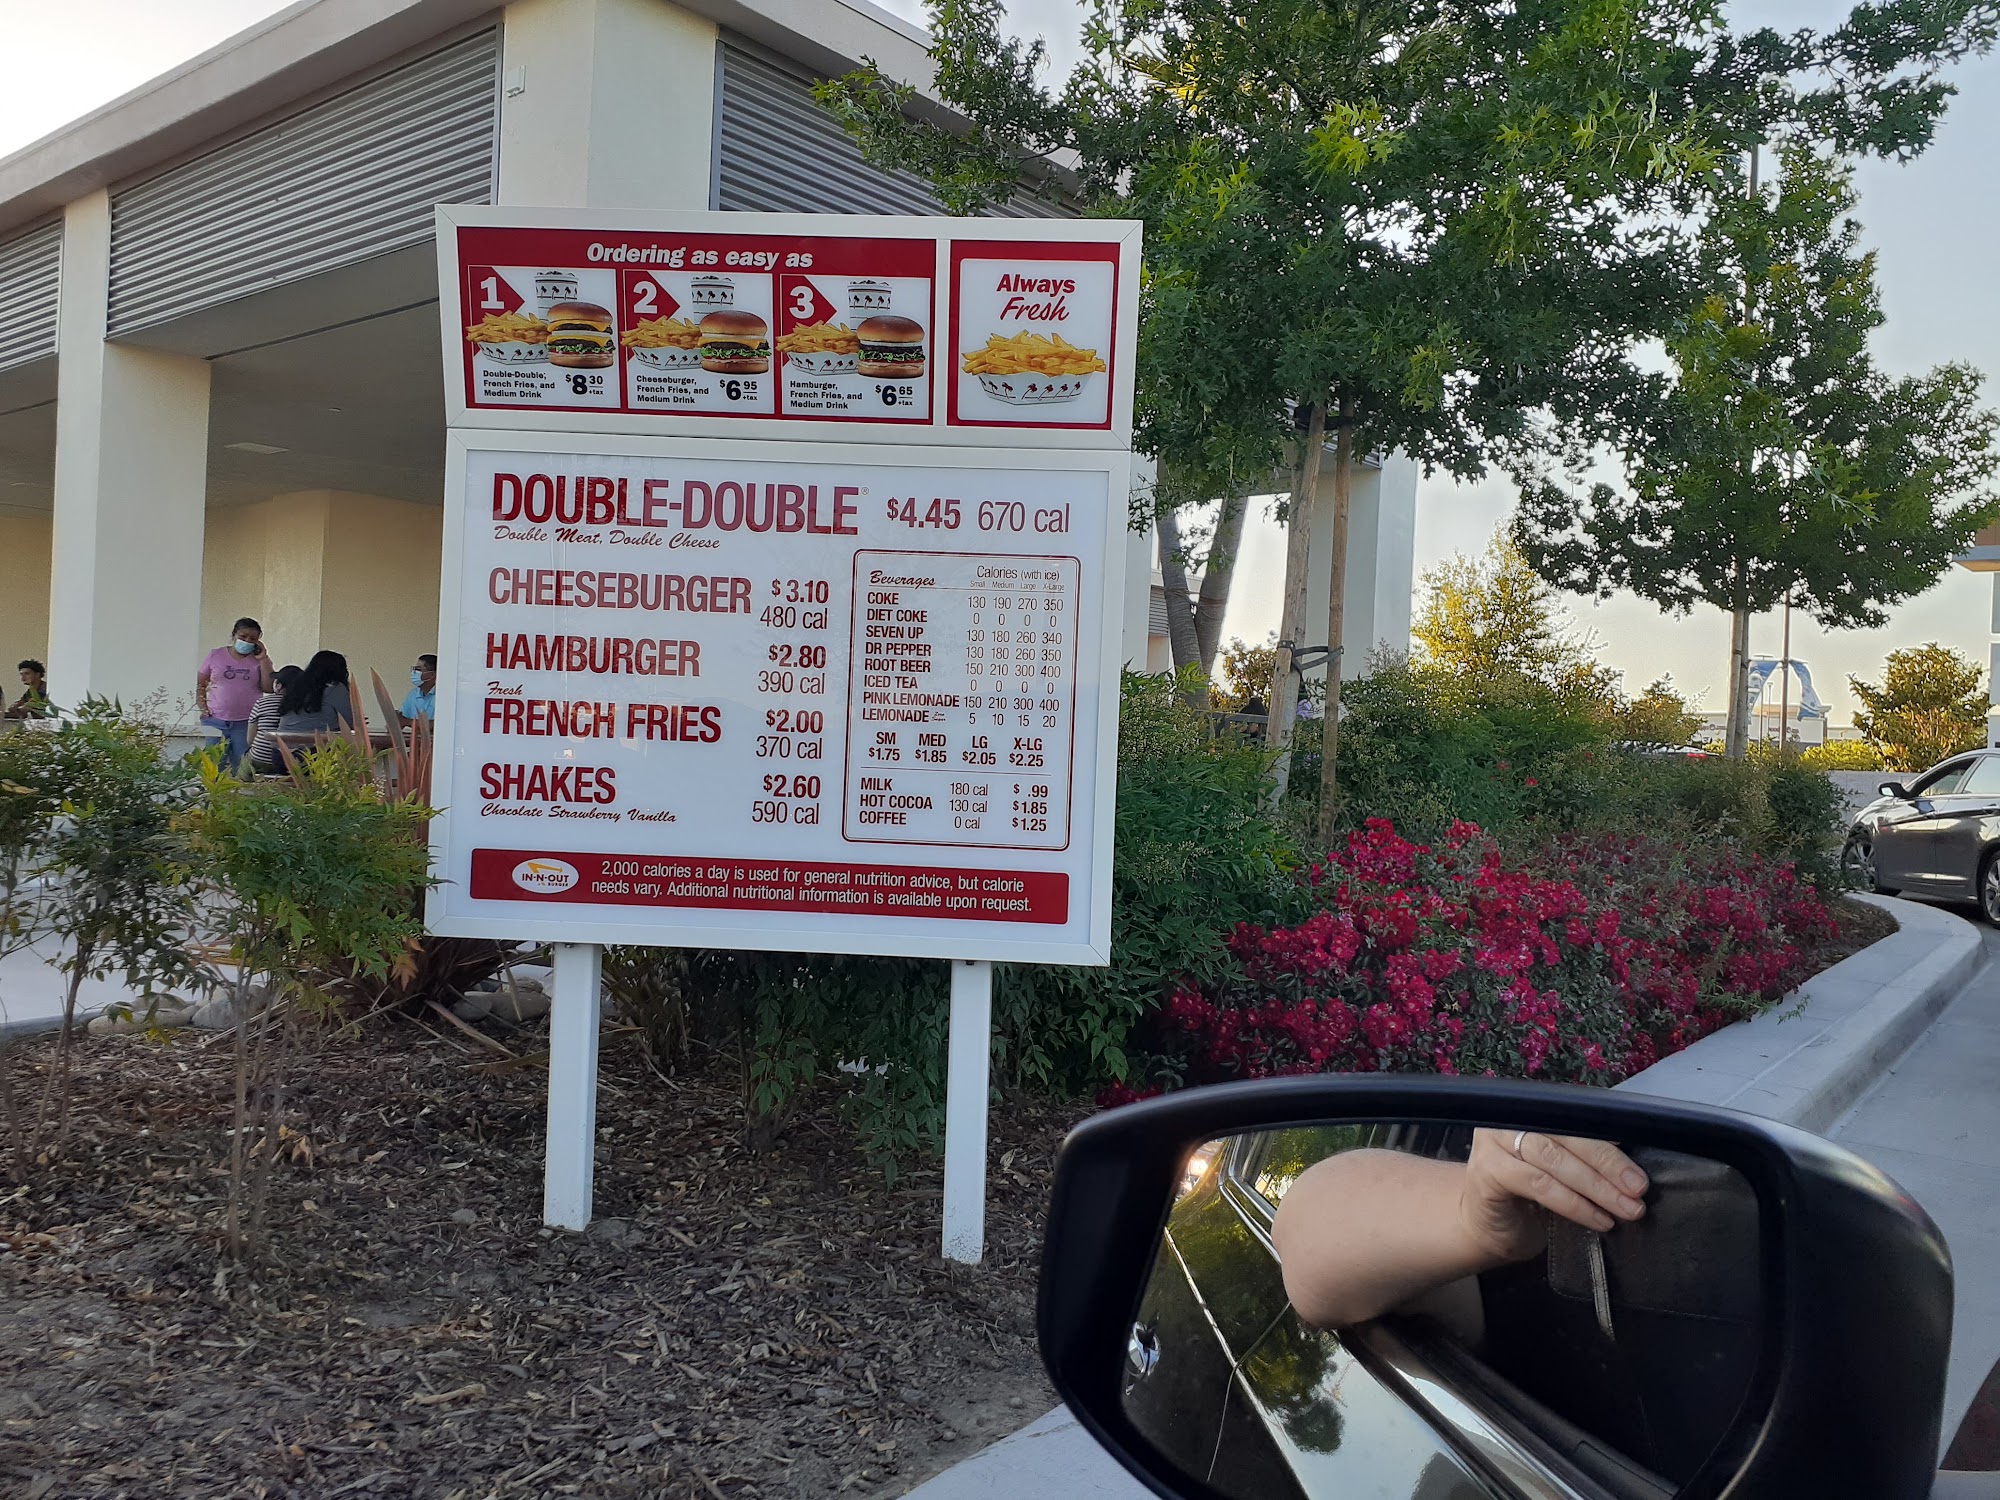 Ordering as easy as
1
Double-Double,
French Fries, and
Medium Drink
$8 30
+tax
2
Cheeseburger,
French Fries, and
Medium Drink
$6 95
+tax
3
Hamburger,
French Fries, and
Medium Drink
$6 65
+tax
Always
Fresh
DOUBLE-DOUBLE® $4.45 670 cal
Double Meat, Double Cheese
CHEESEBURGER $3.10
480 cal
HAMBURGER $2.80
390 cal
Fresh
FRENCH FRIES $2.00
370 cal
SHAKES $2.60
Chocolate Strawberry Vanilla 590 cal
Beverages Calories (with ice)
Small Medium Large X-Large
COKE 130 190 270 350
DIET COKE 0 0 0 0
SEVEN UP 130 180 260 340
DR PEPPER 130 180 260 350
ROOT BEER 150 210 300 400
ICED TEA 0 0 0 0
PINK LEMONADE 150 210 300 400
LEMONADE 5 10 15 20
SM MED LG X-LG
$1.75 $1.85 $2.05 $2.25
MILK 180 cal $ .99
HOT COCOA 130 cal $1.85
COFFEE 0 cal $1.25
IN-N-OUT
BURGER
2,000 calories a day is used for general nutrition advice, but calorie
needs vary. Additional nutritional information is available upon request.